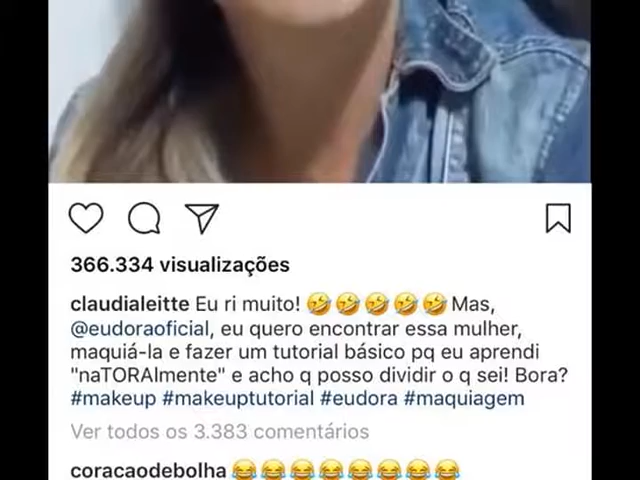 366.334 visualizações
claudialeitte Eu ri muito! 🤣🤣🤣🤣🤣 Mas,
@eudoraoficial, eu quero encontrar essa mulher,
maquiá-la e fazer um tutorial básico pq eu aprendi
"naTORAlmente" e acho q posso dividir o q sei! Bora?
#makeup #makeuptutorial #eudora #maquiagem
Ver todos os 3.383 comentários
coracaodebolha 😂😂😂😂😂😂😂😂